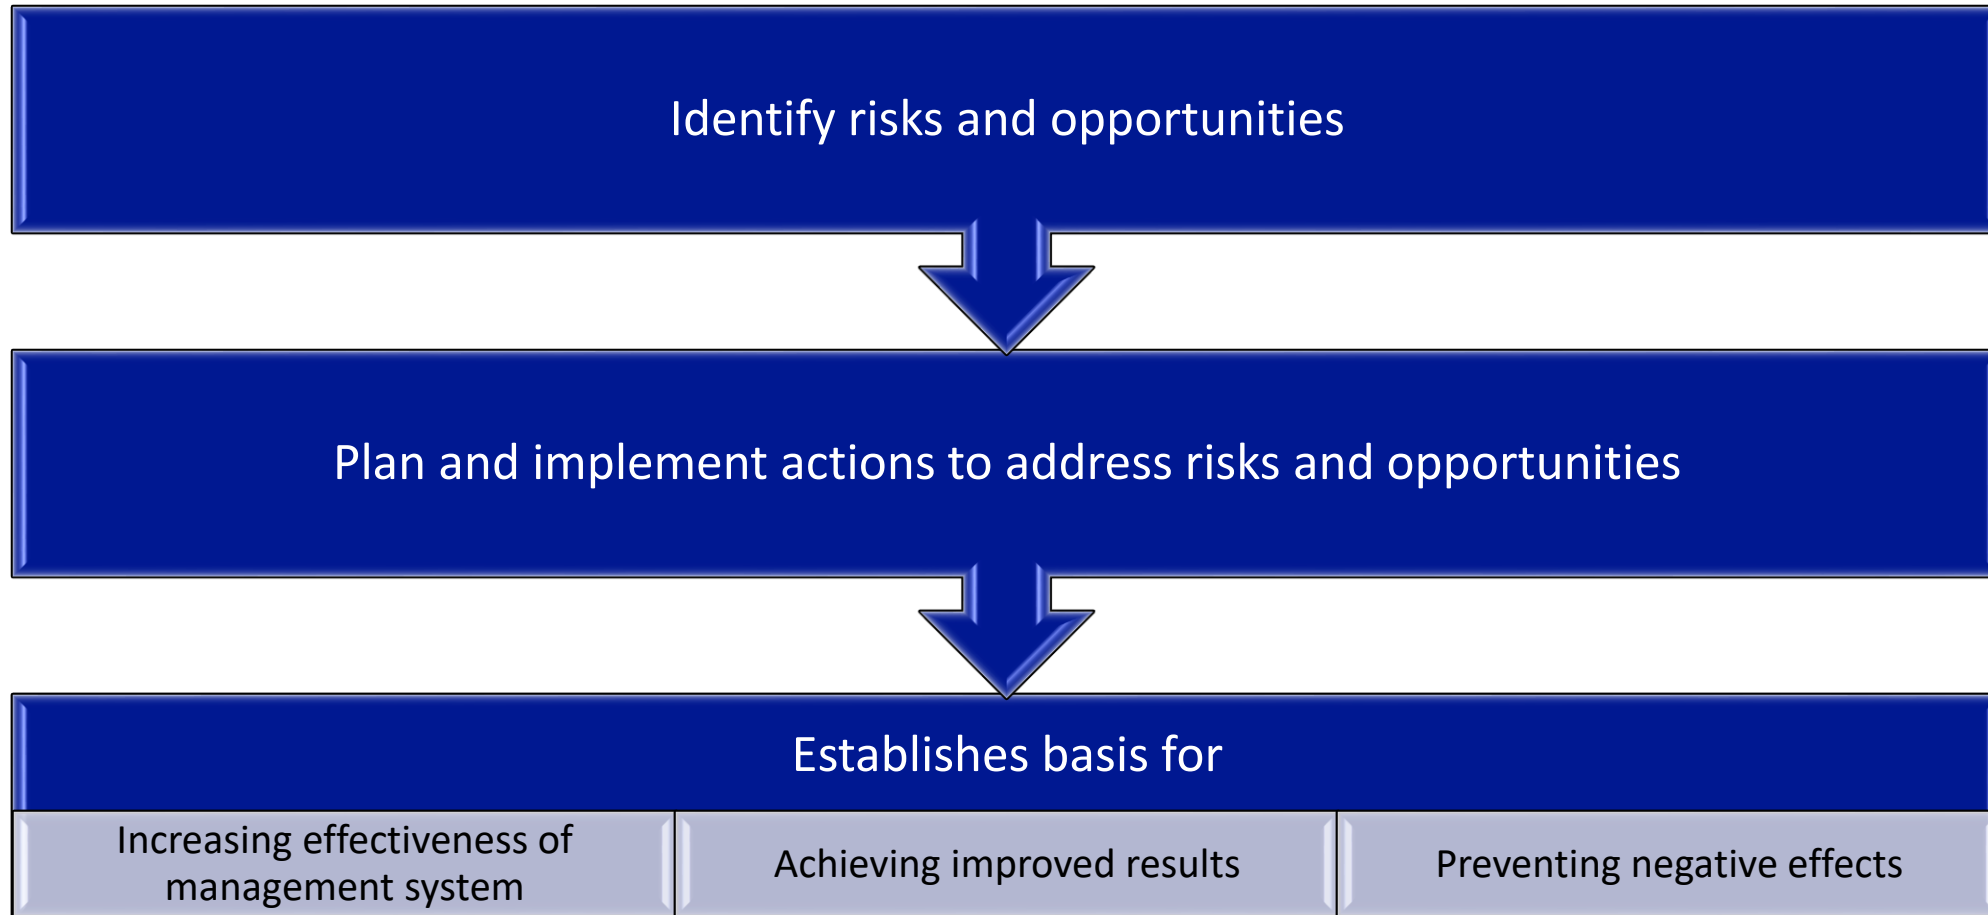 Identify risks and opportunities
Plan and implement actions to address risks and opportunities
Establishes basis for
Increasing effectiveness of
management system
Achieving improved results
Preventing negative effects